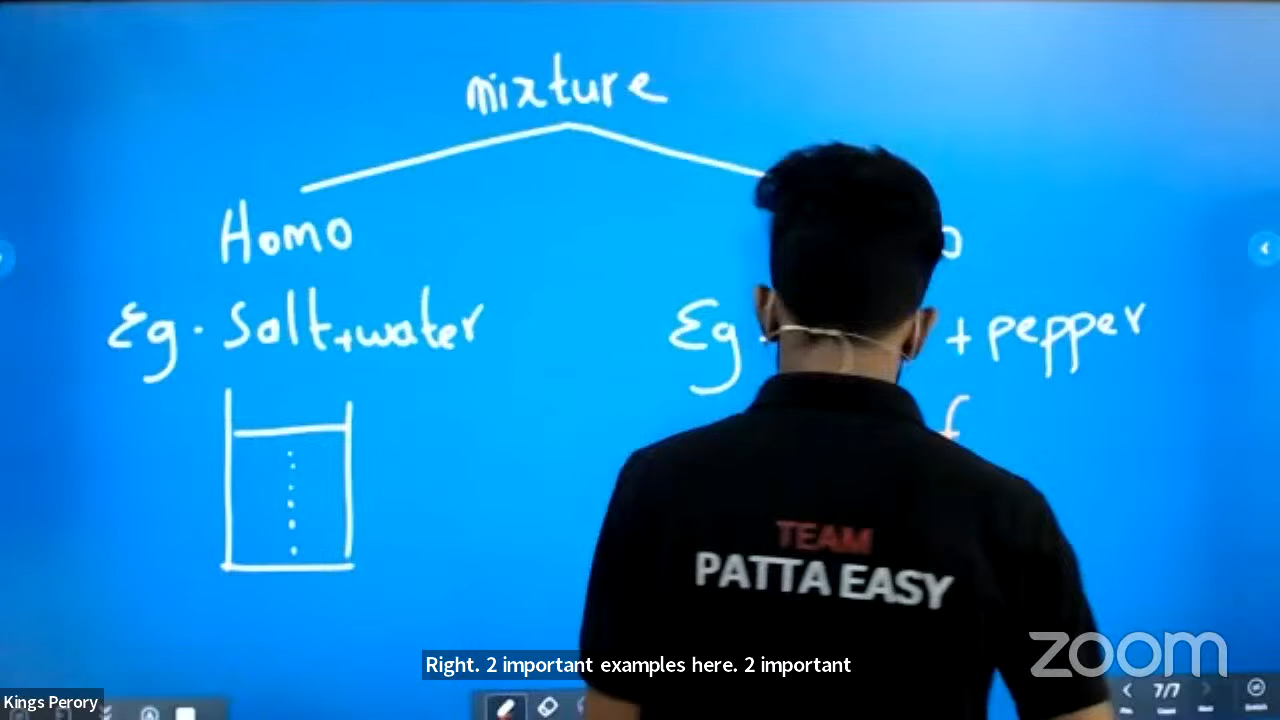 mixture
Homo
Eg. Salt+water
Eg + pepper
TEAM
PATTA EASY
Right. 2 important examples here. 2 important
zoom
Kings Perory
7/7